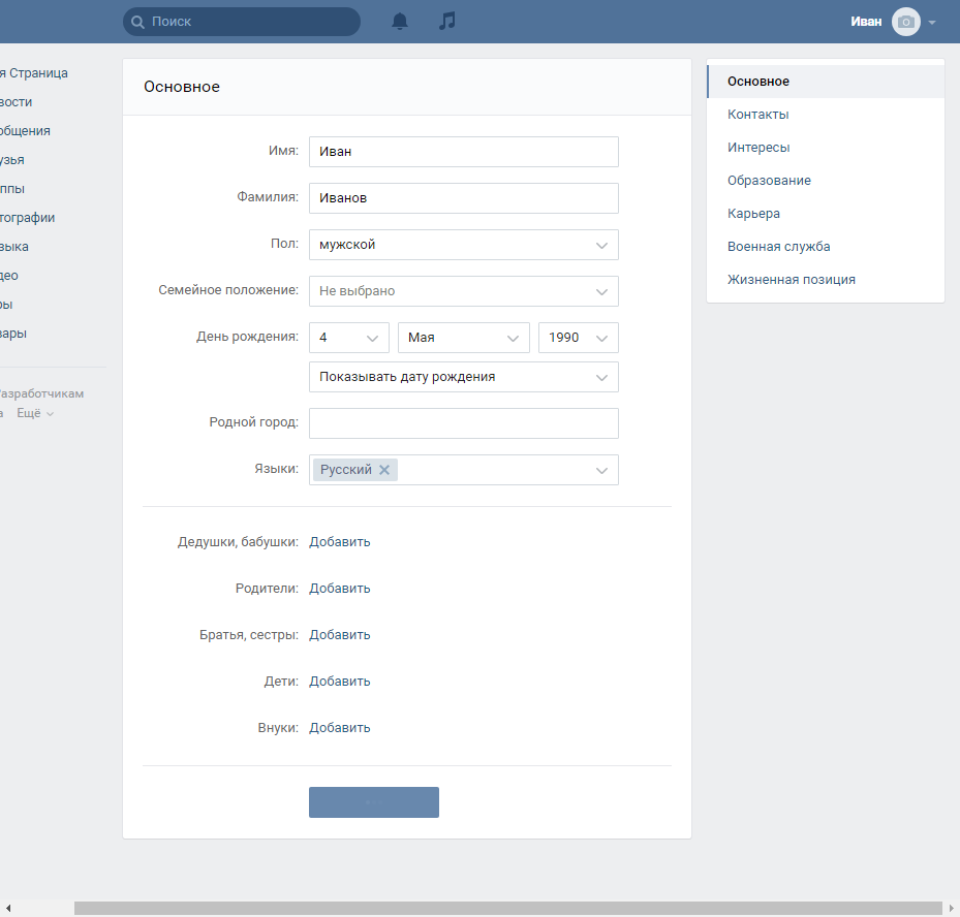 Поиск
Иван
я Страница
вости
общения
узья
ппы
тографии
зыка
део
ры
вары
Разработчикам
а Ещё
Основное
Имя: Иван
Фамилия: Иванов
Пол: мужской
Семейное положение: Не выбрано
День рождения: 4 Мая 1990
Показывать дату рождения
Родной город:
Языки: Русский
Дедушки, бабушки: Добавить
Родители: Добавить
Братья, сестры: Добавить
Дети: Добавить
Внуки: Добавить
Основное
Контакты
Интересы
Образование
Карьера
Военная служба
Жизненная позиция